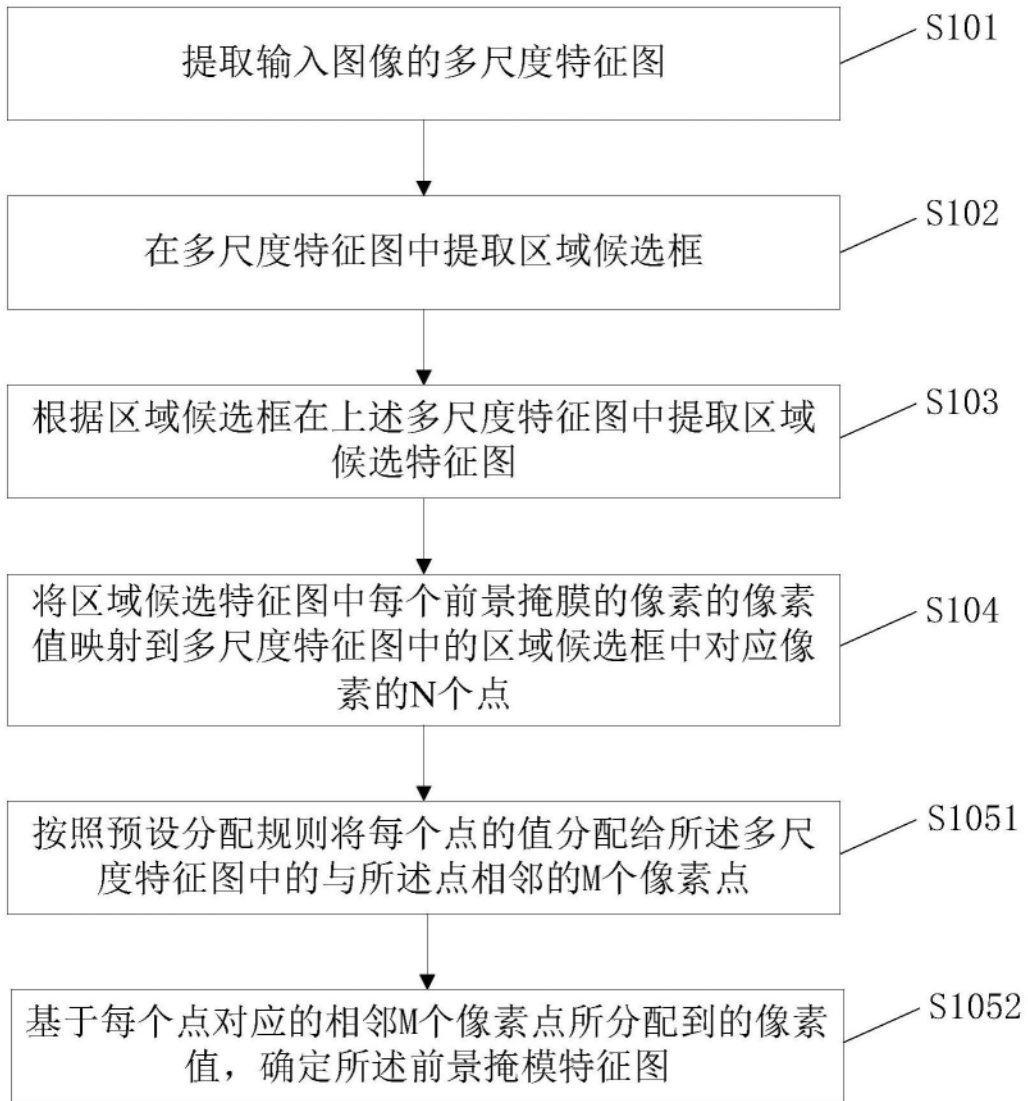 提取输入图像的多尺度特征图
S101
在多尺度特征图中提取区域候选框
S102
根据区域候选框在上述多尺度特征图中提取区域
候选特征图
S103
将区域候选特征图中每个前景掩膜的像素的像素
值映射到多尺度特征图中的区域候选框中对应像
素的N个点
S104
按照预设分配规则将每个点的值分配给所述多尺
度特征图中的与所述点相邻的M个像素点
S1051
基于每个点对应的相邻M个像素点所分配到的像素
值，确定所述前景掩模特征图
S1052